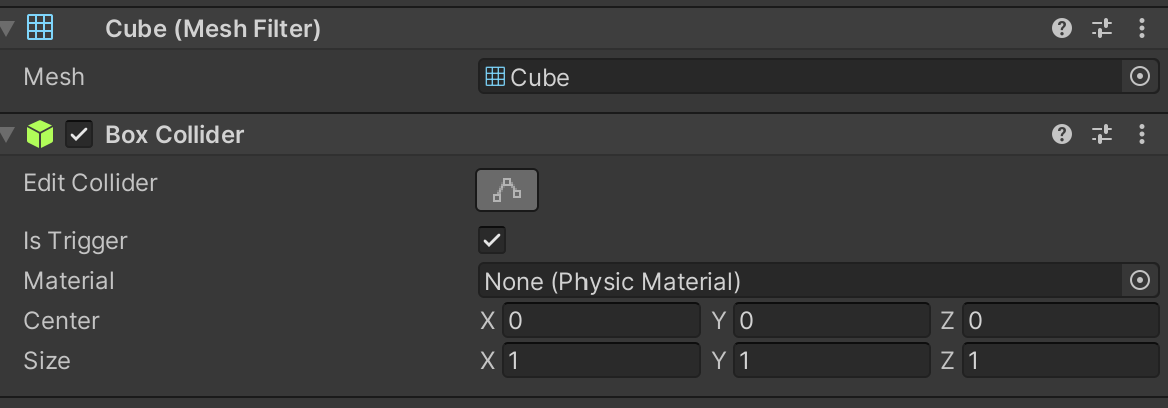 Cube (Mesh Filter)
Mesh Cube
Box Collider
Edit Collider
Is Trigger
Material None (Physic Material)
Center X 0 Y 0 Z 0
Size X 1 Y 1 Z 1